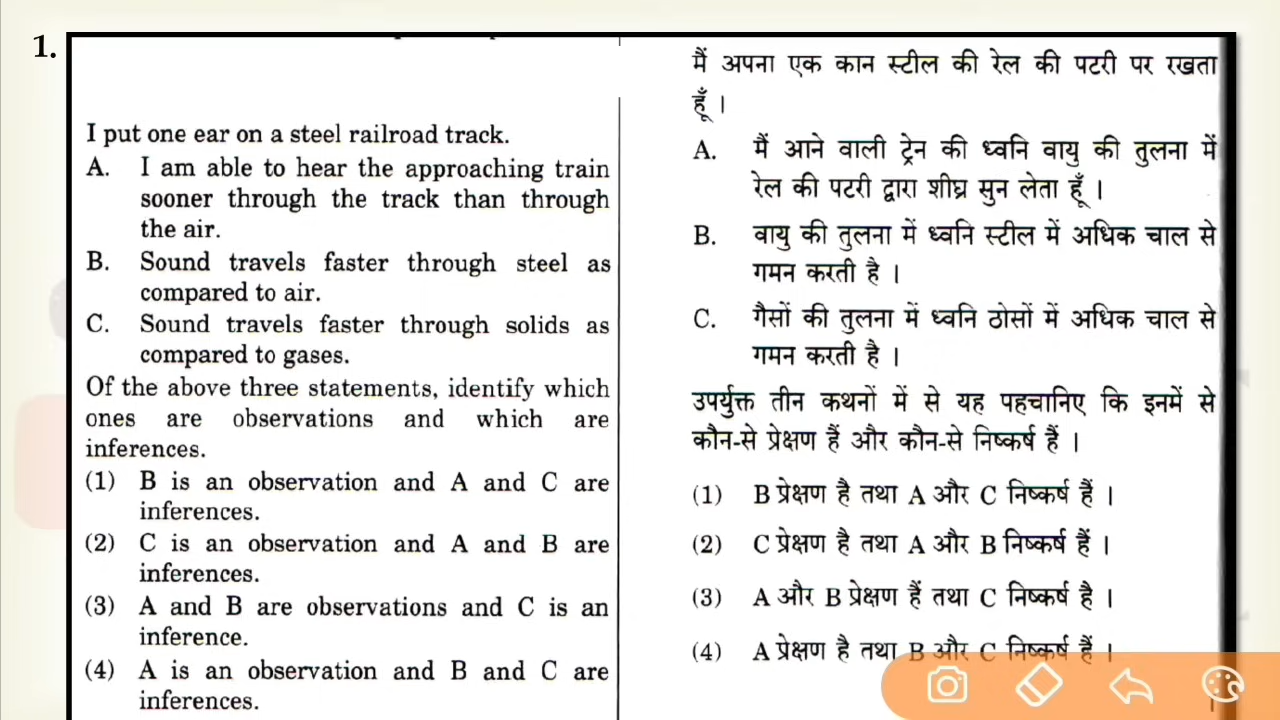 1.
I put one ear on a steel railroad track.
A. I am able to hear the approaching train
sooner through the track than through
the air.
B. Sound travels faster through steel as
compared to air.
C. Sound travels faster through solids as
compared to gases.
Of the above three statements, identify which
ones are observations and which are
inferences.
(1) B is an observation and A and C are
inferences.
(2) C is an observation and A and B are
inferences.
(3) A and B are observations and C is an
inference.
(4) A is an observation and B and C are
inferences.
मैं अपना एक कान स्टील की रेल की पटरी पर रखता
हूँ ।
A. मैं आने वाली ट्रेन की ध्वनि वायु की तुलना में
रेल की पटरी द्वारा शीघ्र सुन लेता हूँ ।
B. वायु की तुलना में ध्वनि स्टील में अधिक चाल से
गमन करती है ।
C. गैसों की तुलना में ध्वनि ठोसों में अधिक चाल से
गमन करती है ।
उपर्युक्त तीन कथनों में से यह पहचानिए कि इनमें से
कौन-से प्रेक्षण हैं और कौन-से निष्कर्ष हैं ।
(1) B प्रेक्षण है तथा A और C निष्कर्ष हैं ।
(2) C प्रेक्षण है तथा A और B निष्कर्ष हैं ।
(3) A और B प्रेक्षण हैं तथा C निष्कर्ष है ।
(4) A प्रेक्षण है तथा B और C निष्कर्ष हैं ।